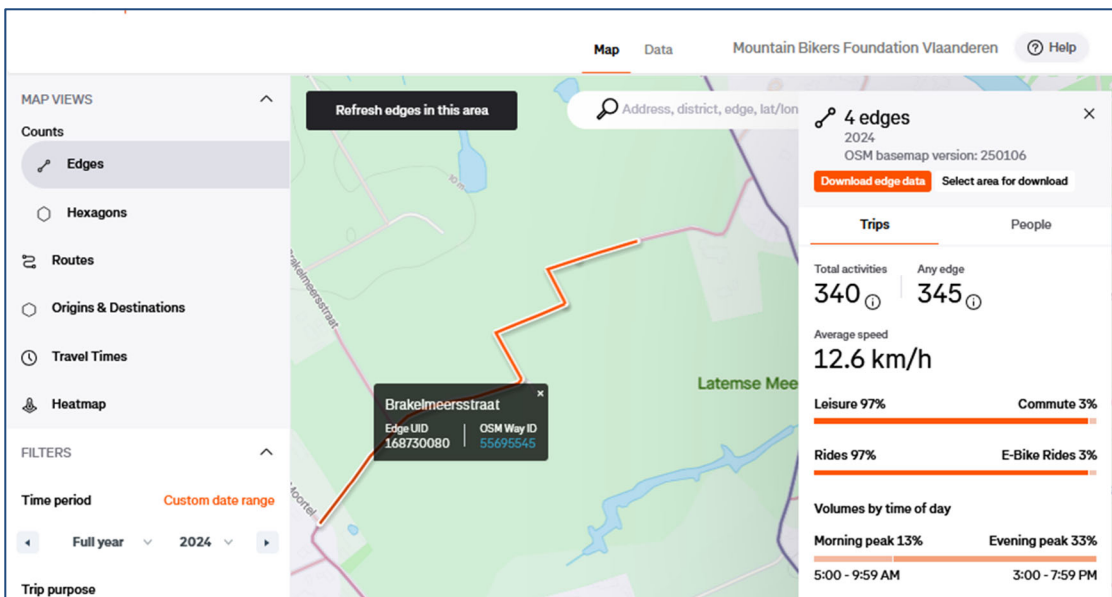 Map Data Mountain Bikers Foundation Vlaanderen Help
MAP VIEWS
Counts
Edges
Hexagons
Routes
Origins & Destinations
Travel Times
Heatmap
FILTERS
Time period Custom date range
Full year 2024
Trip purpose
Refresh edges in this area
Address, district, edge, lat/lon
10 m
Brakelmeersstraat
Brakelmeersstraat
Edge UID OSM Way ID
168730080 55695545
Latemse Mee
Moortel
4 edges
2024
OSM basemap version: 250106
Download edge data Select area for download
Trips People
Total activities Any edge
340 345
Average speed
12.6 km/h
Leisure 97% Commute 3%
Rides 97% E-Bike Rides 3%
Volumes by time of day
Morning peak 13% Evening peak 33%
5:00 - 9:59 AM 3:00 - 7:59 PM